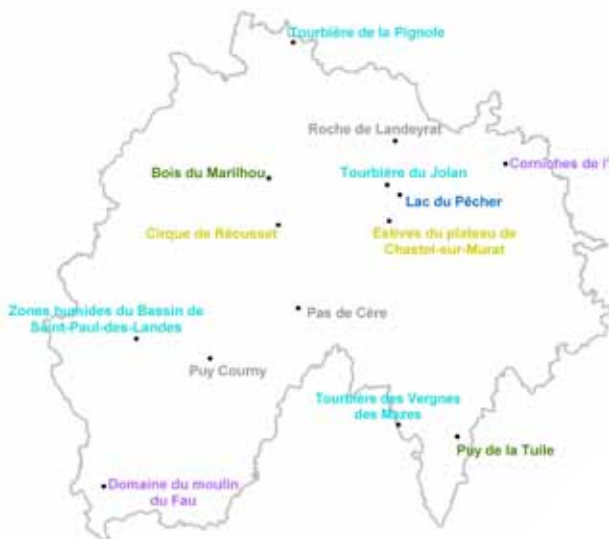 Tourbière de la Pignole
Roche de Landeyrat
Corniches de l'
Bois du Marilhou
Tourbière du Jolan
Lac du Pêcher
Cirque de Récusset
Estives du plateau de
Chastel-sur-Murat
Zones humides du Bassin de
Saint-Paul-des-Landes
Pas de Cère
Puy Courny
Tourbière des Vergnes
des Mazes
Puy de la Tuile
Domaine du moulin
du Fau